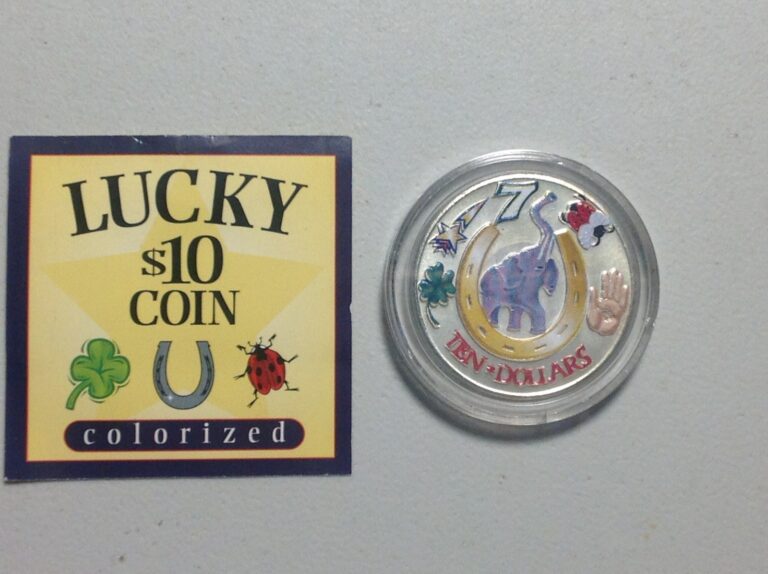 LUCKY
$10
COIN
colorized
7
TEN DOLLARS